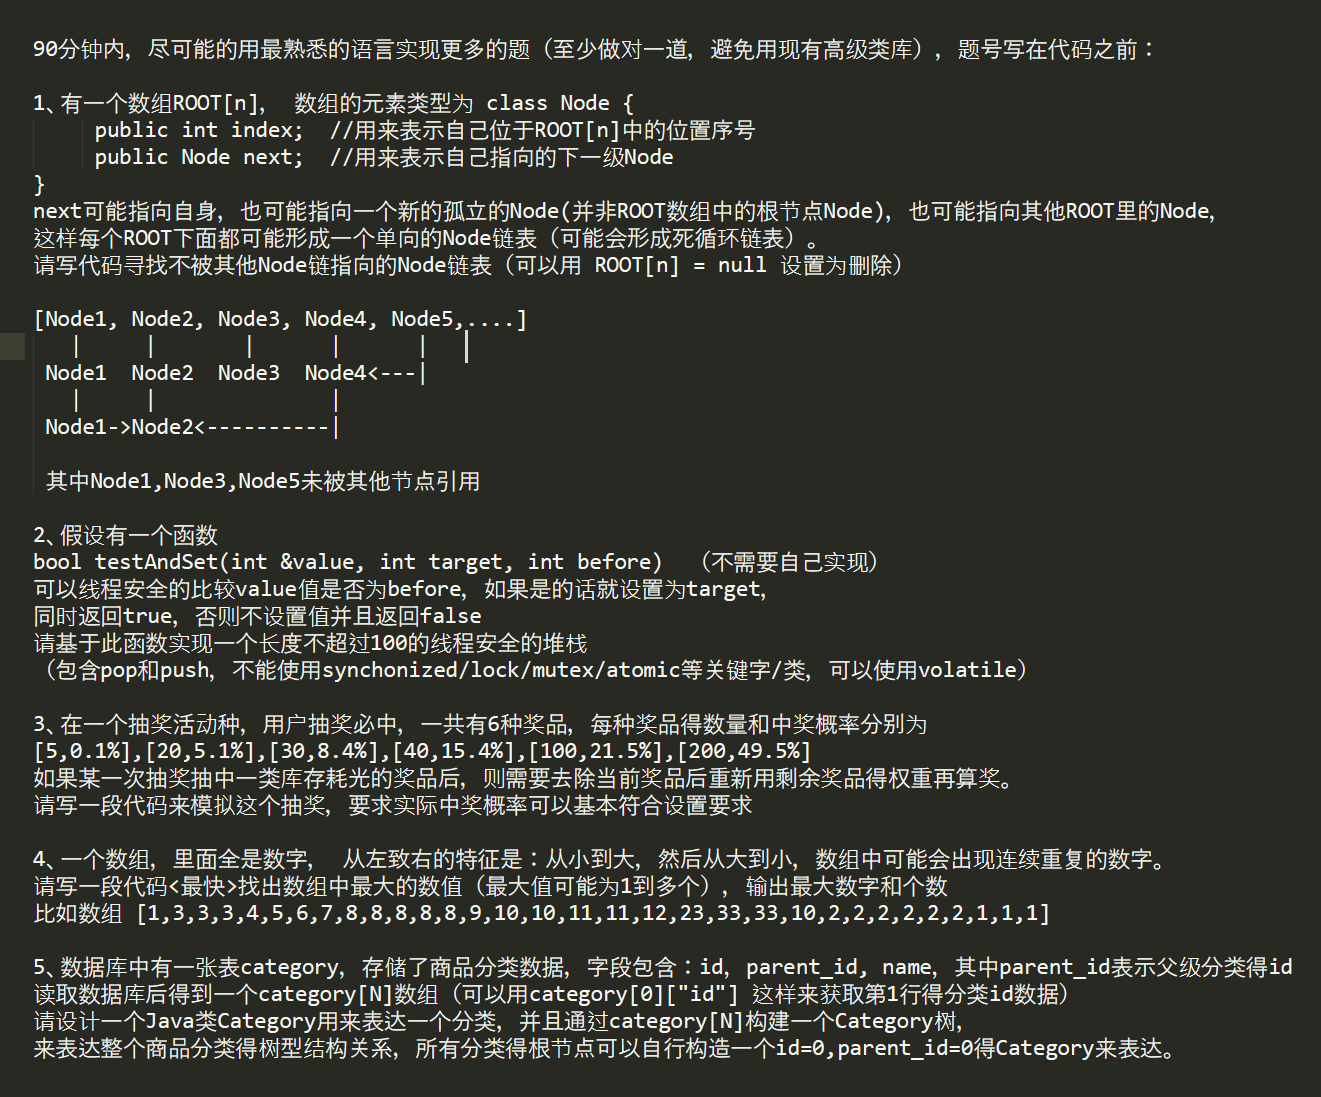 90分钟内，尽可能的用最熟悉的语言实现更多的题（至少做对一道，避免用现有高级类库），题号写在代码之前：
1、有一个数组ROOT[n]， 数组的元素类型为 class Node {
public int index;  //用来表示自己位于ROOT[n]中的位置序号
public Node next;  //用来表示自己指向的下一级Node
}
next可能指向自身，也可能指向一个新的孤立的Node(并非ROOT数组中的根节点Node)，也可能指向其他ROOT里的Node，
这样每个ROOT下面都可能形成一个单向的Node链表（可能会形成死循环链表）。
请写代码寻找不被其他Node链指向的Node链表（可以用 ROOT[n] = null 设置为删除）
[Node1, Node2, Node3, Node4, Node5,....]
|     |       |      |      |
Node1  Node2  Node3  Node4<---|
|     |              |
Node1->Node2<----------|
其中Node1,Node3,Node5未被其他节点引用
2、假设有一个函数
bool testAndSet(int &value, int target, int before)  （不需要自己实现）
可以线程安全的比较value值是否为before，如果是的话就设置为target，
同时返回true，否则不设置值并且返回false
请基于此函数实现一个长度不超过100的线程安全的堆栈
（包含pop和push，不能使用synchonized/lock/mutex/atomic等关键字/类，可以使用volatile）
3、在一个抽奖活动种，用户抽奖必中，一共有6种奖品，每种奖品得数量和中奖概率分别为
[5,0.1%],[20,5.1%],[30,8.4%],[40,15.4%],[100,21.5%],[200,49.5%]
如果某一次抽奖抽中一类库存耗光的奖品后，则需要去除当前奖品后重新用剩余奖品得权重再算奖。
请写一段代码来模拟这个抽奖，要求实际中奖概率可以基本符合设置要求
4、一个数组，里面全是数字， 从左致右的特征是：从小到大，然后从大到小，数组中可能会出现连续重复的数字。
请写一段代码<最快>找出数组中最大的数值（最大值可能为1到多个），输出最大数字和个数
比如数组 [1,3,3,3,4,5,6,7,8,8,8,8,8,9,10,10,11,11,12,23,33,33,10,2,2,2,2,2,2,1,1,1]
5、数据库中有一张表category，存储了商品分类数据，字段包含：id，parent_id, name，其中parent_id表示父级分类得id
读取数据库后得到一个category[N]数组（可以用category[0]["id"] 这样来获取第1行得分类id数据）
请设计一个Java类Category用来表达一个分类，并且通过category[N]构建一个Category树，
来表达整个商品分类得树型结构关系，所有分类得根节点可以自行构造一个id=0,parent_id=0得Category来表达。